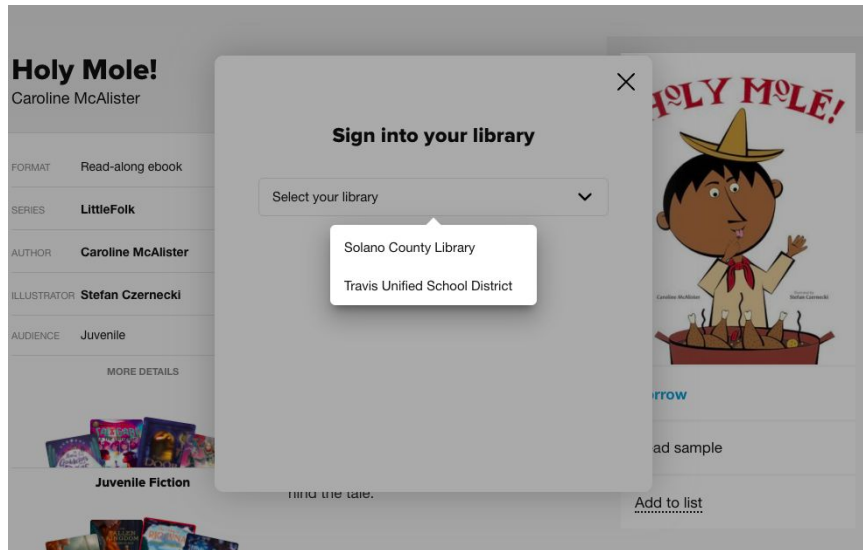 Holy Mole!
Caroline McAlister
FORMAT Read-along ebook
SERIES LittleFolk
AUTHOR Caroline McAlister
ILLUSTRATOR Stefan Czernecki
AUDIENCE Juvenile
MORE DETAILS
Juvenile Fiction
Sign into your library
Select your library
Solano County Library
Travis Unified School District
hind the tale.
HOLY MOLÉ!
Caroline McAlister
Stefan Czernecki
rrow
ad sample
Add to list